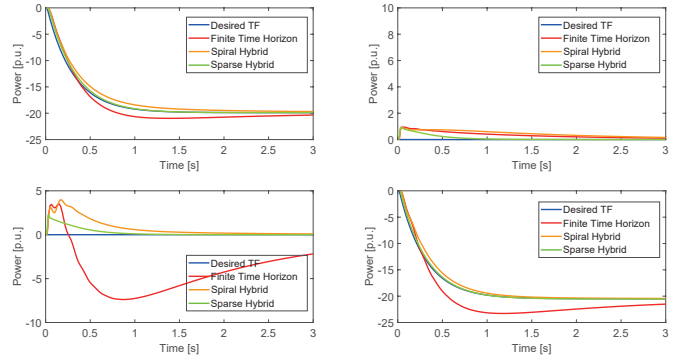 0
-5
-10
-15
-20
-25
Power [p.u.]
0 0.5 1 1.5 2 2.5 3
Time [s]
Desired TF
Finite Time Horizon
Spiral Hybrid
Sparse Hybrid
10
8
6
4
2
0
Power [p.u.]
0 0.5 1 1.5 2 2.5 3
Time [s]
Desired TF
Finite Time Horizon
Spiral Hybrid
Sparse Hybrid
5
0
-5
-10
Power [p.u.]
0 0.5 1 1.5 2 2.5 3
Time [s]
Desired TF
Finite Time Horizon
Spiral Hybrid
Sparse Hybrid
0
-5
-10
-15
-20
-25
Power [p.u.]
0 0.5 1 1.5 2 2.5 3
Time [s]
Desired TF
Finite Time Horizon
Spiral Hybrid
Sparse Hybrid